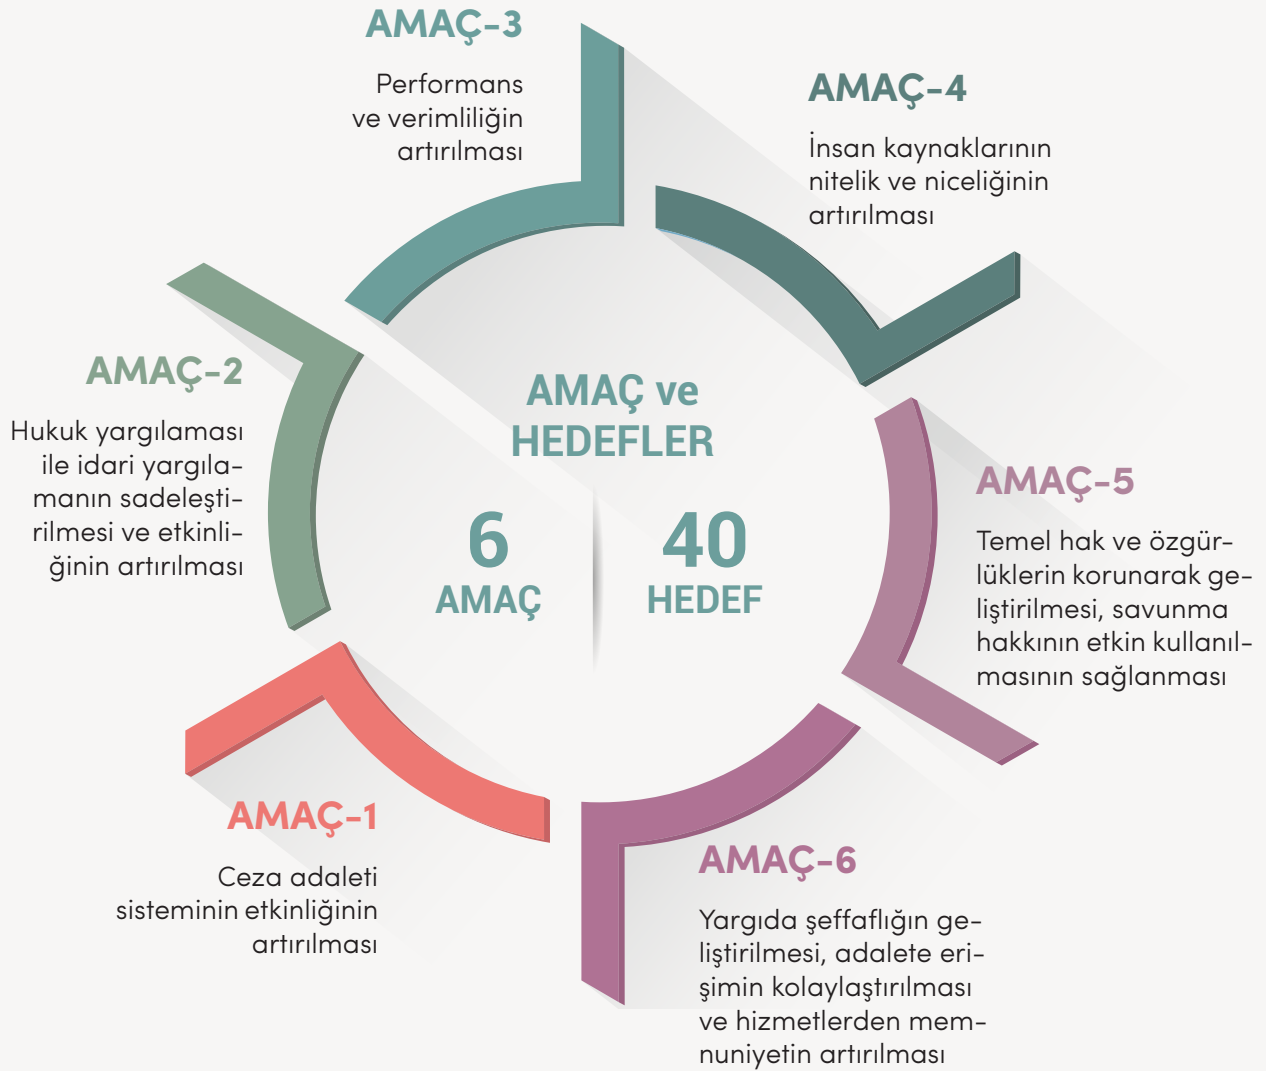 AMAÇ-3
Performans
ve verimliliğin
artırılması
AMAÇ-4
İnsan kaynaklarının
nitelik ve niceliğinin
artırılması
AMAÇ-2
Hukuk yargılaması
ile idari yargıla-
manın sadeleşti-
rilmesi ve etkinli-
ğinin artırılması
AMAÇ ve
HEDEFLER
6
AMAÇ
40
HEDEF
AMAÇ-5
Temel hak ve özgür-
lüklerin korunarak ge-
liştirilmesi, savunma
hakkının etkin kullanıl-
masının sağlanması
AMAÇ-1
Ceza adaleti
sisteminin etkinliğinin
artırılması
AMAÇ-6
Yargıda şeffaflığın ge-
liştirilmesi, adalete eri-
şimin kolaylaştırılması
ve hizmetlerden mem-
nuniyetin artırılması